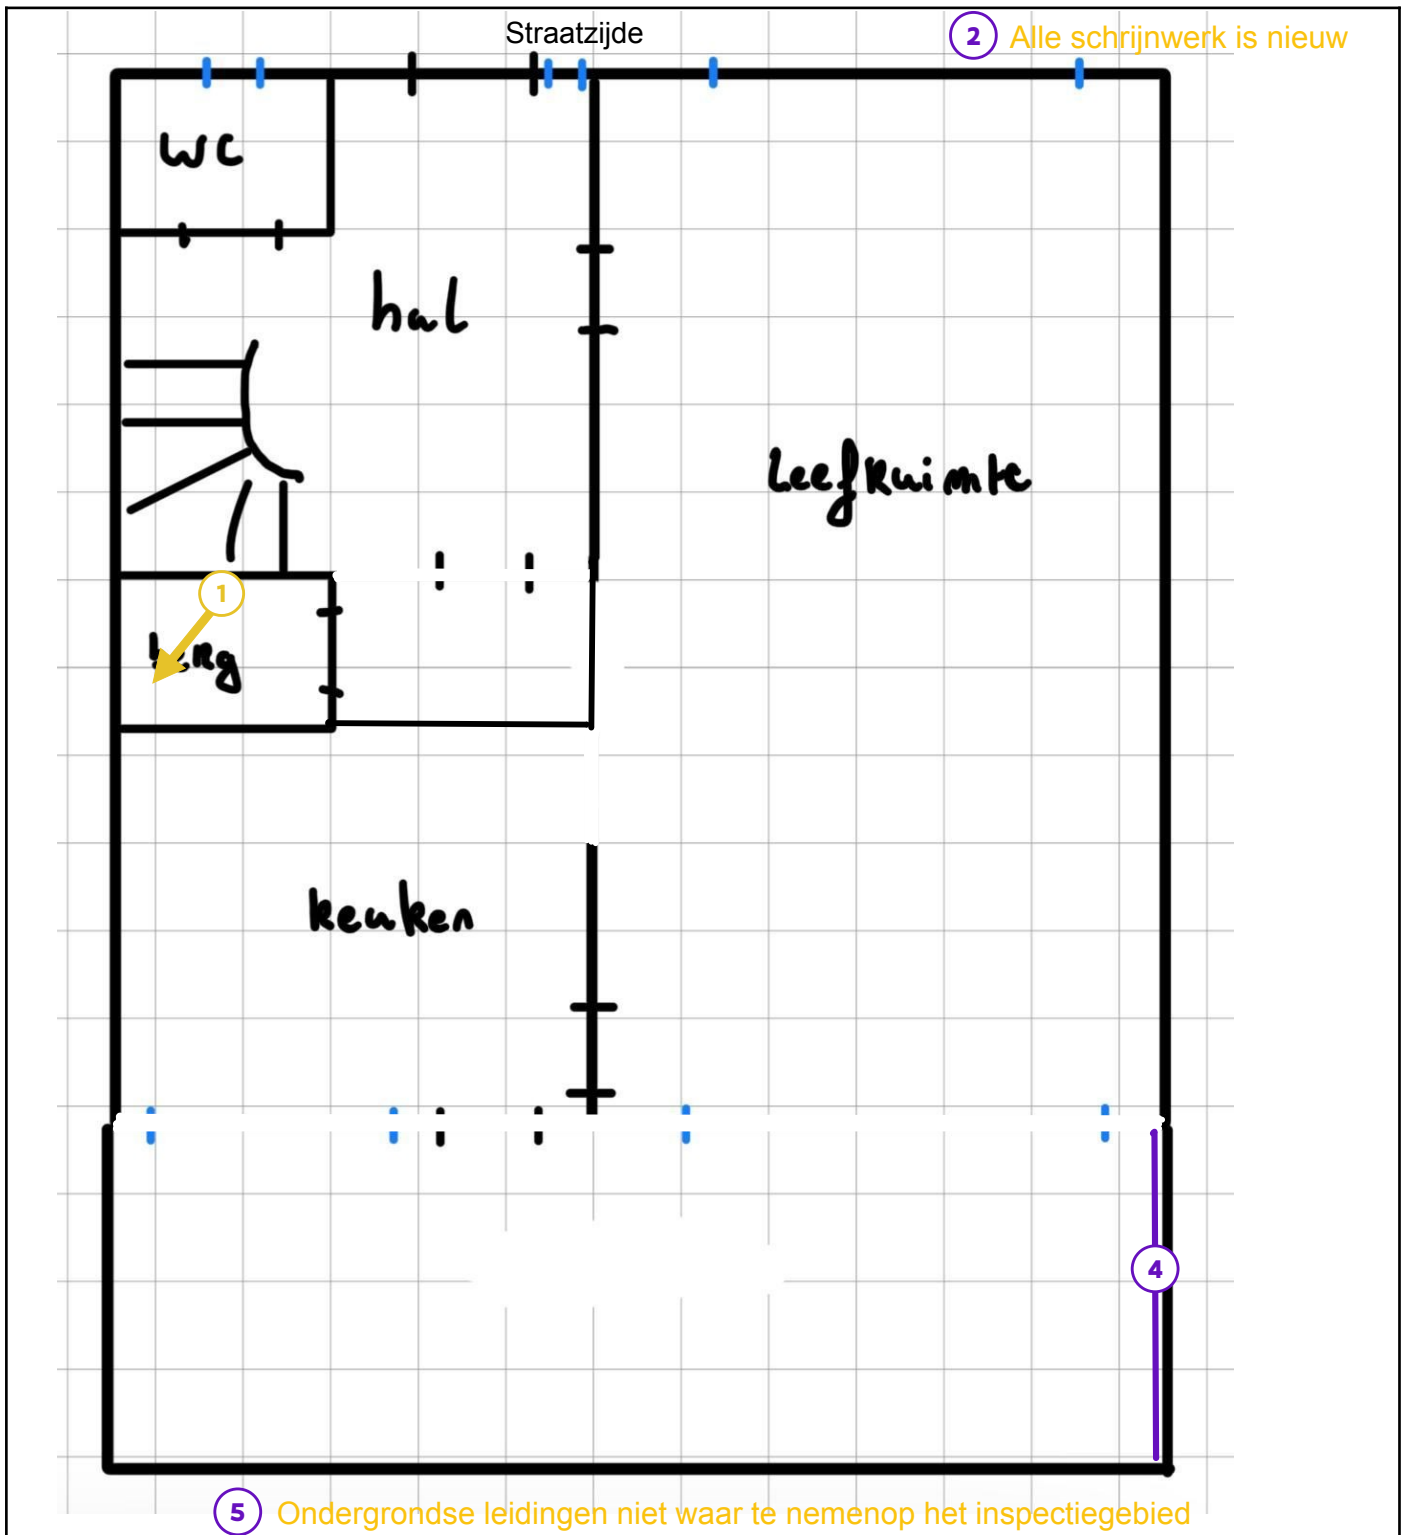 Straatzijde
2 Alle schrijnwerk is nieuw
WC
hal
Leefruimte
1
berg
keuken
4
5 Ondergrondse leidingen niet waar te nemenop het inspectiegebied